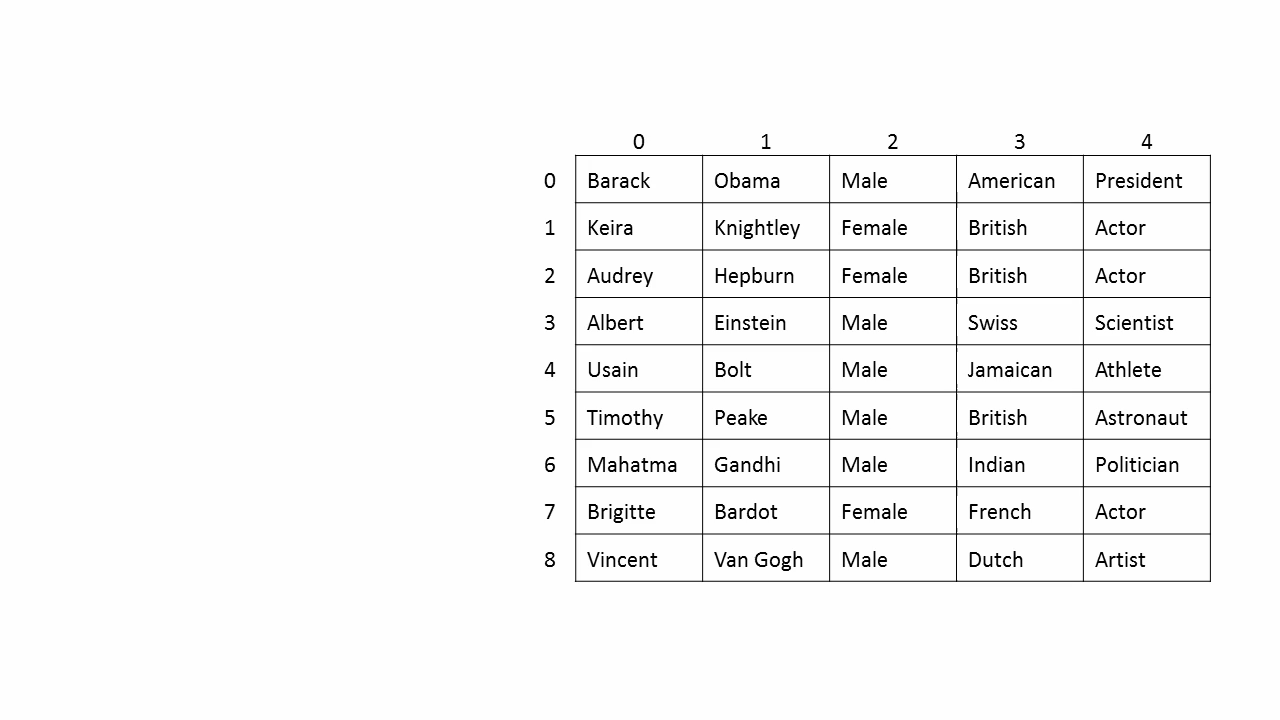 0 1 2 3 4
0 Barack Obama Male American President
1 Keira Knightley Female British Actor
2 Audrey Hepburn Female British Actor
3 Albert Einstein Male Swiss Scientist
4 Usain Bolt Male Jamaican Athlete
5 Timothy Peake Male British Astronaut
6 Mahatma Gandhi Male Indian Politician
7 Brigitte Bardot Female French Actor
8 Vincent Van Gogh Male Dutch Artist